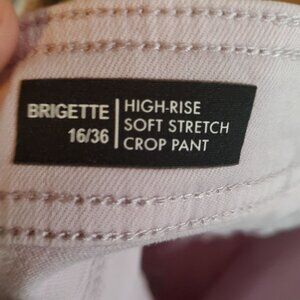 BRIGETTE
16/36
HIGH-RISE
SOFT STRETCH
CROP PANT